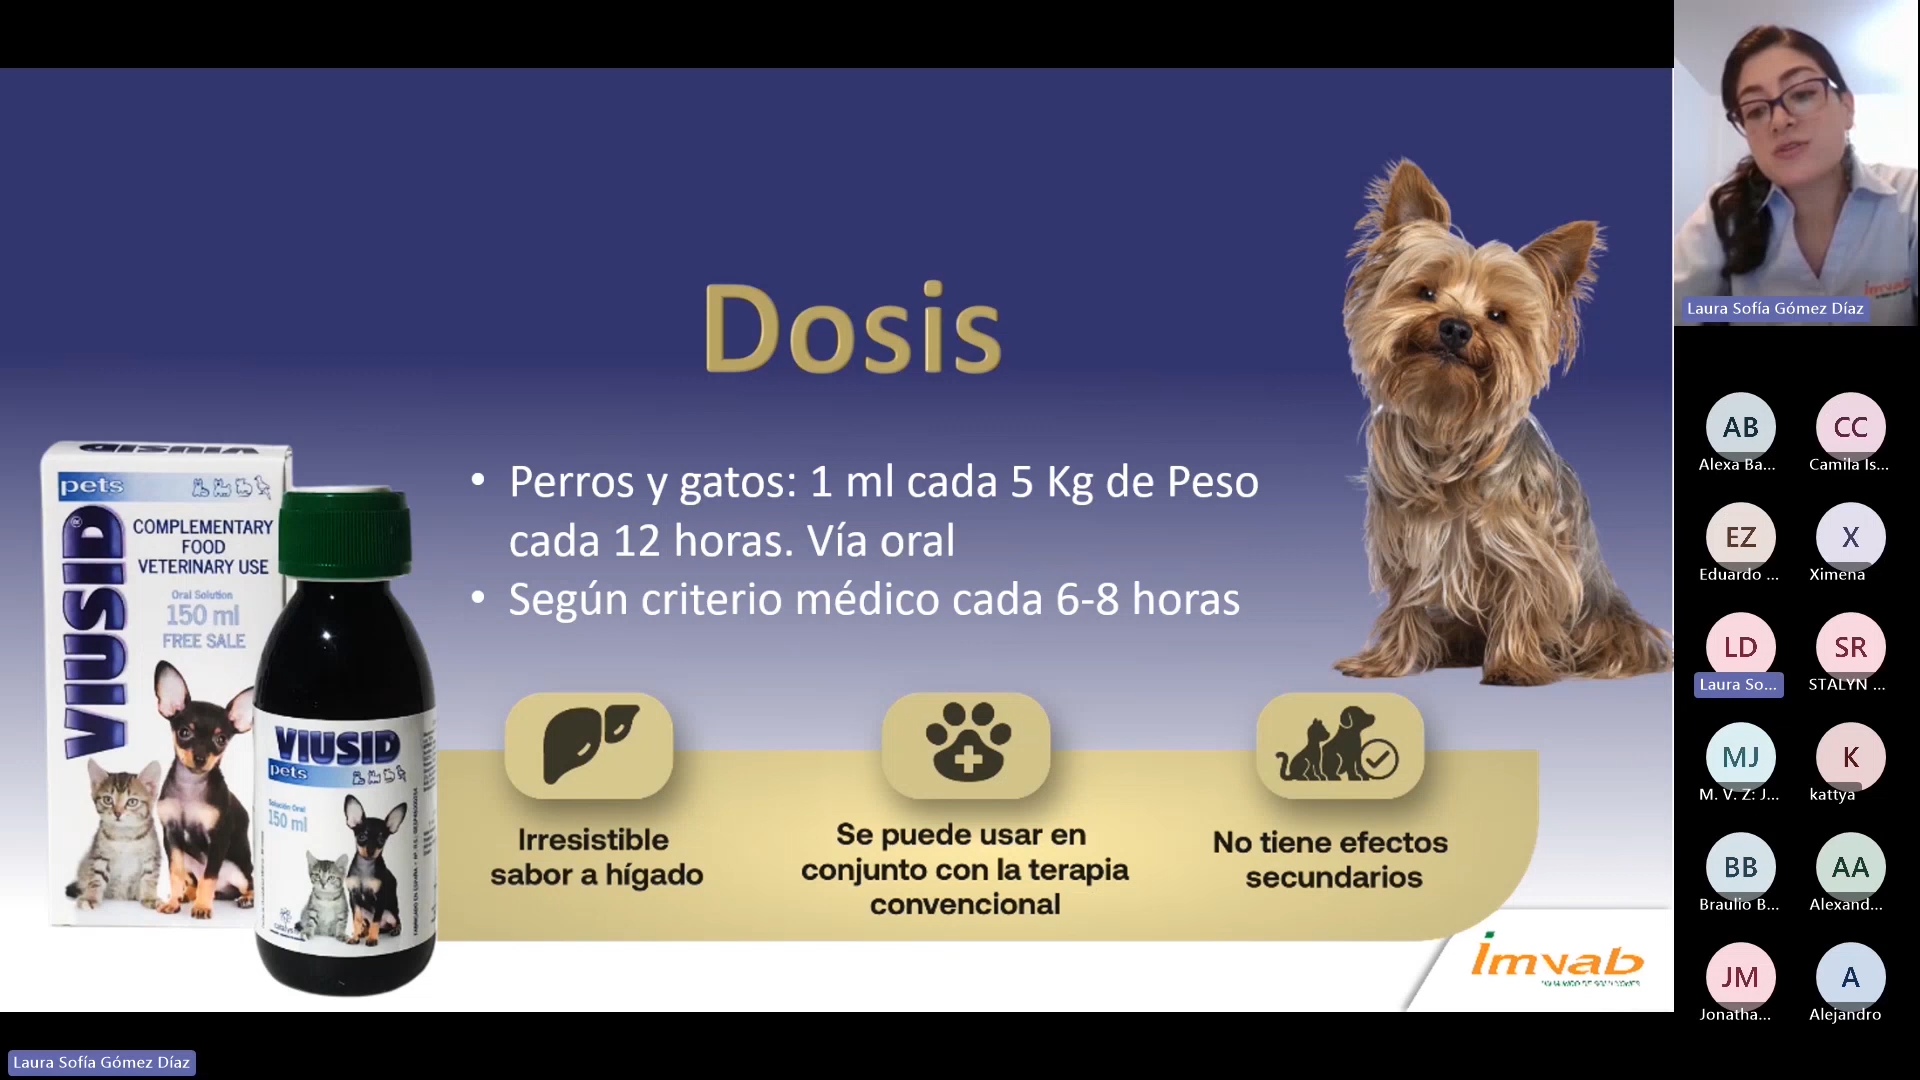 Dosis
• Perros y gatos: 1 ml cada 5 Kg de Peso
cada 12 horas. Vía oral
• Según criterio médico cada 6-8 horas
VIUSID
pets
VIUSID
COMPLEMENTARY
FOOD
VETERINARY USE
Oral Solution
150 ml
FREE SALE
VIUSID
pets
Solución Oral
150 ml
Irresistible
sabor a hígado
Se puede usar en
conjunto con la terapia
convencional
No tiene efectos
secundarios
imvab
imvab
Laura Sofía Gómez Díaz
AB
CC
Alexa Ba...
Camila Is...
EZ
X
Eduardo ...
Ximena
LD
SR
Laura So...
STALYN ...
MJ
K
M. V. Z: J...
kattya
BB
AA
Braulio B...
Alexand...
JM
A
Jonatha...
Alejandro
Laura Sofía Gómez Díaz